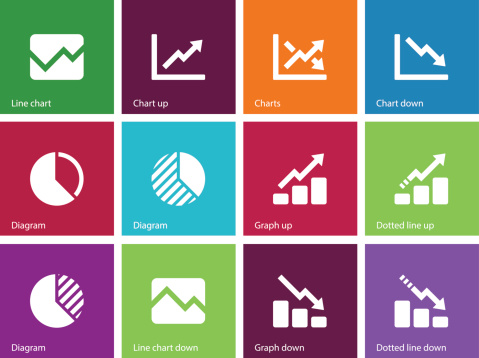 Line chart
Chart up
Charts
Chart down
Diagram
Diagram
Graph up
Dotted line up
Diagram
Line chart down
Graph down
Dotted line down